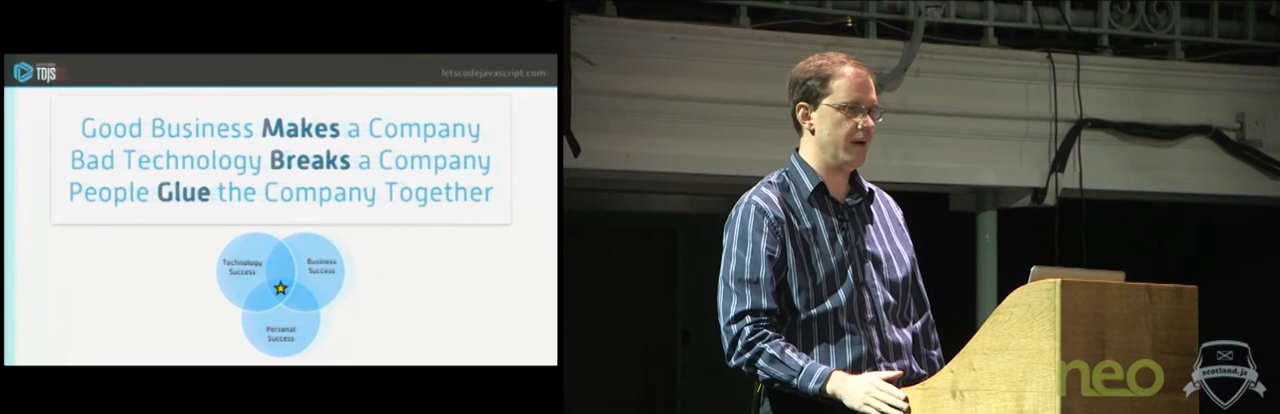 TDJS
letscodejavascript.com
Good Business Makes a Company
Bad Technology Breaks a Company
People Glue the Company Together
Technology
Success
Business
Success
Personal
Success
neo
scotland.js